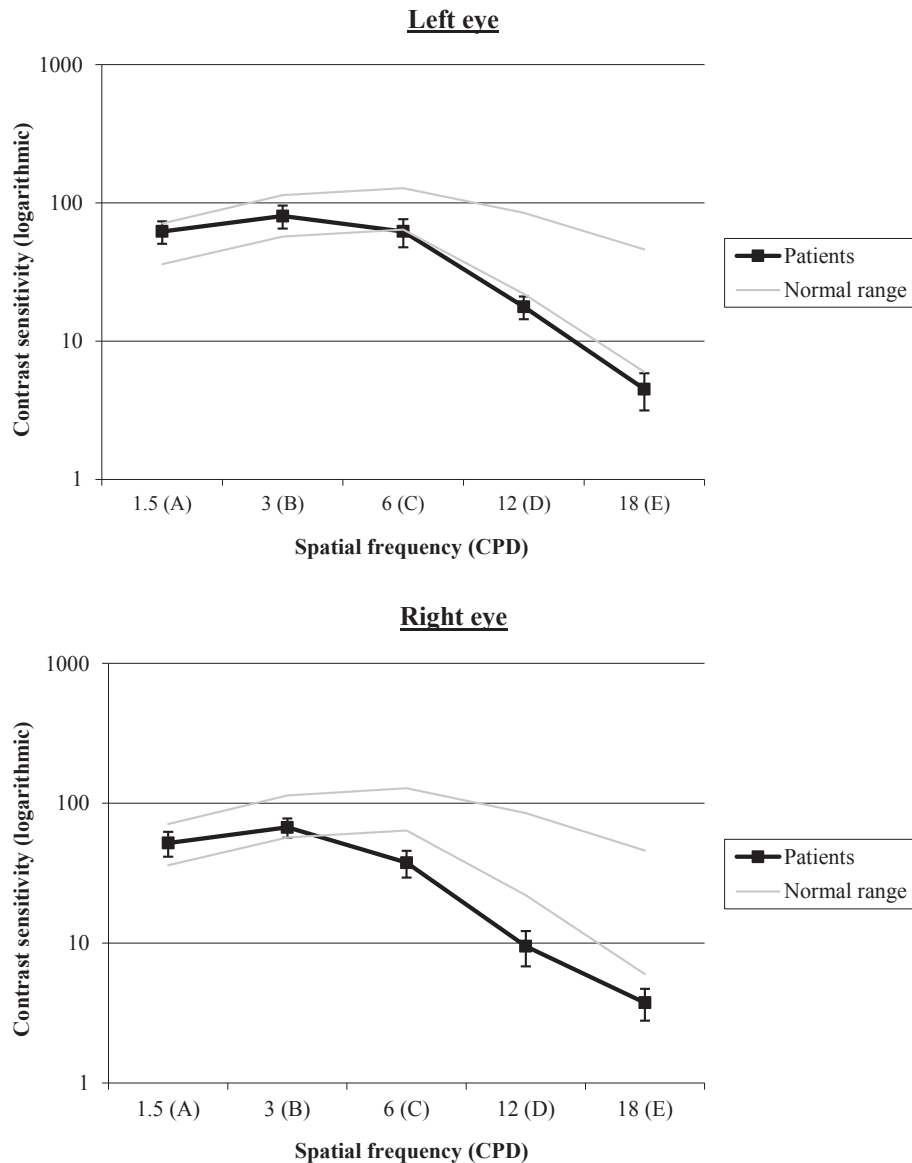 Left eye
1000
100
10
1
Contrast sensitivity (logarithmic)
1.5 (A) 3 (B) 6 (C) 12 (D) 18 (E)
Spatial frequency (CPD)
Patients
Normal range
Right eye
1000
100
10
1
Contrast sensitivity (logarithmic)
1.5 (A) 3 (B) 6 (C) 12 (D) 18 (E)
Spatial frequency (CPD)
Patients
Normal range